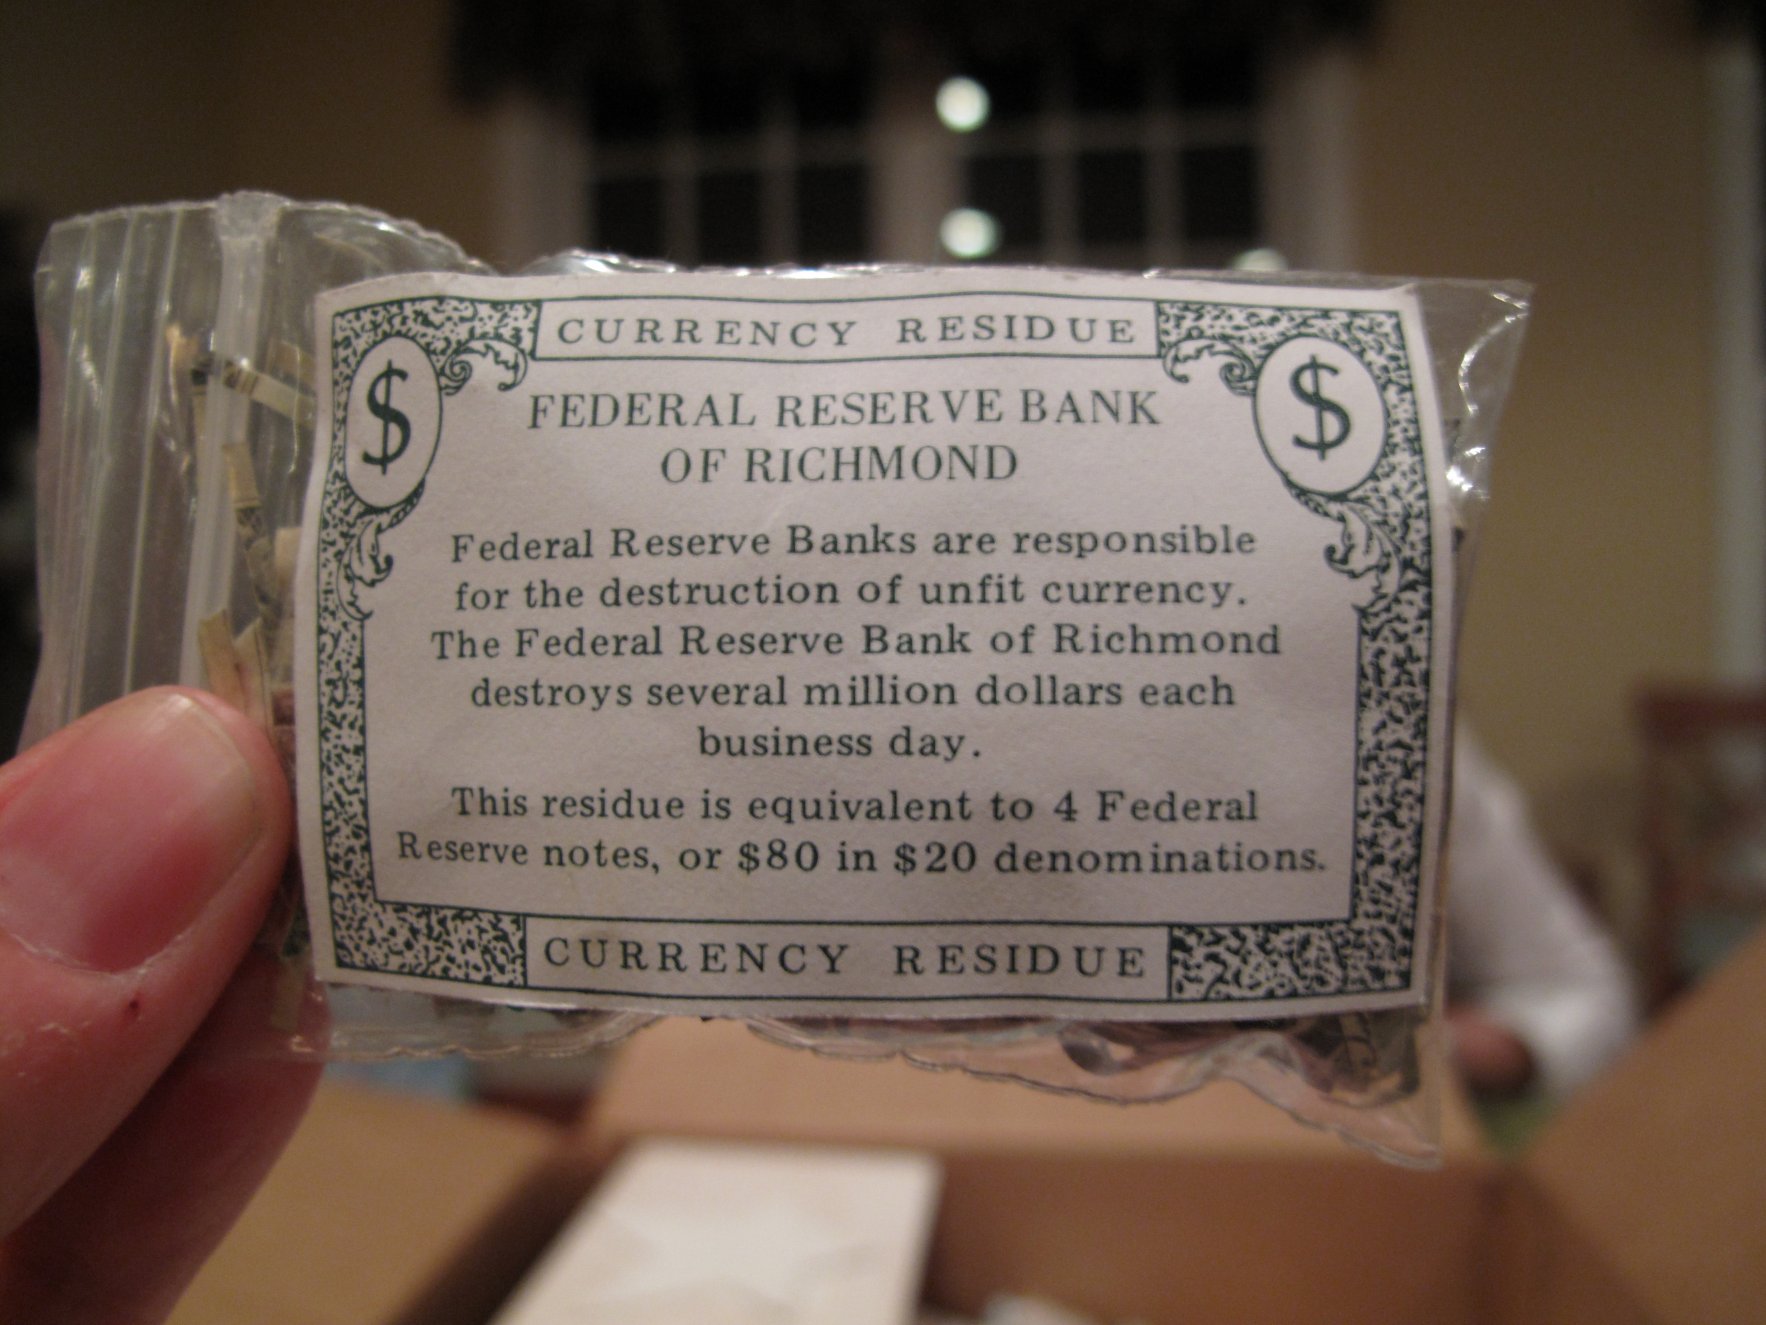 CURRENCY RESIDUE
$ $
FEDERAL RESERVE BANK
OF RICHMOND
Federal Reserve Banks are responsible
for the destruction of unfit currency.
The Federal Reserve Bank of Richmond
destroys several million dollars each
business day.
This residue is equivalent to 4 Federal
Reserve notes, or $80 in $20 denominations.
CURRENCY RESIDUE